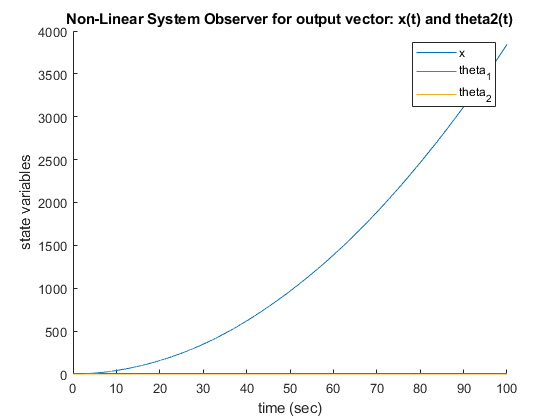 Non-Linear System Observer for output vector: x(t) and theta2(t)
4000
3500
3000
2500
2000
1500
1000
500
0
state variables
x
theta1
theta2
0 10 20 30 40 50 60 70 80 90 100
time (sec)